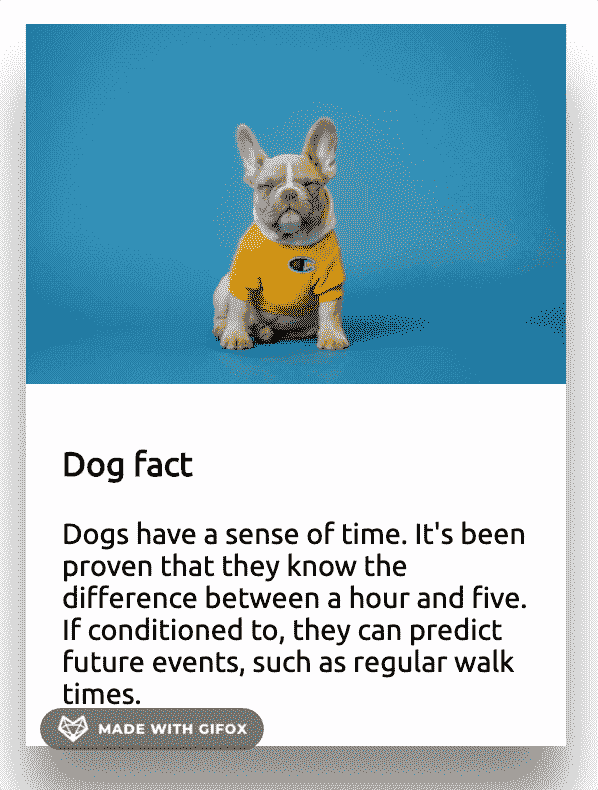 Dog fact
Dogs have a sense of time. It's been
proven that they know the
difference between a hour and five.
If conditioned to, they can predict
future events, such as regular walk
times.
MADE WITH GIFOX